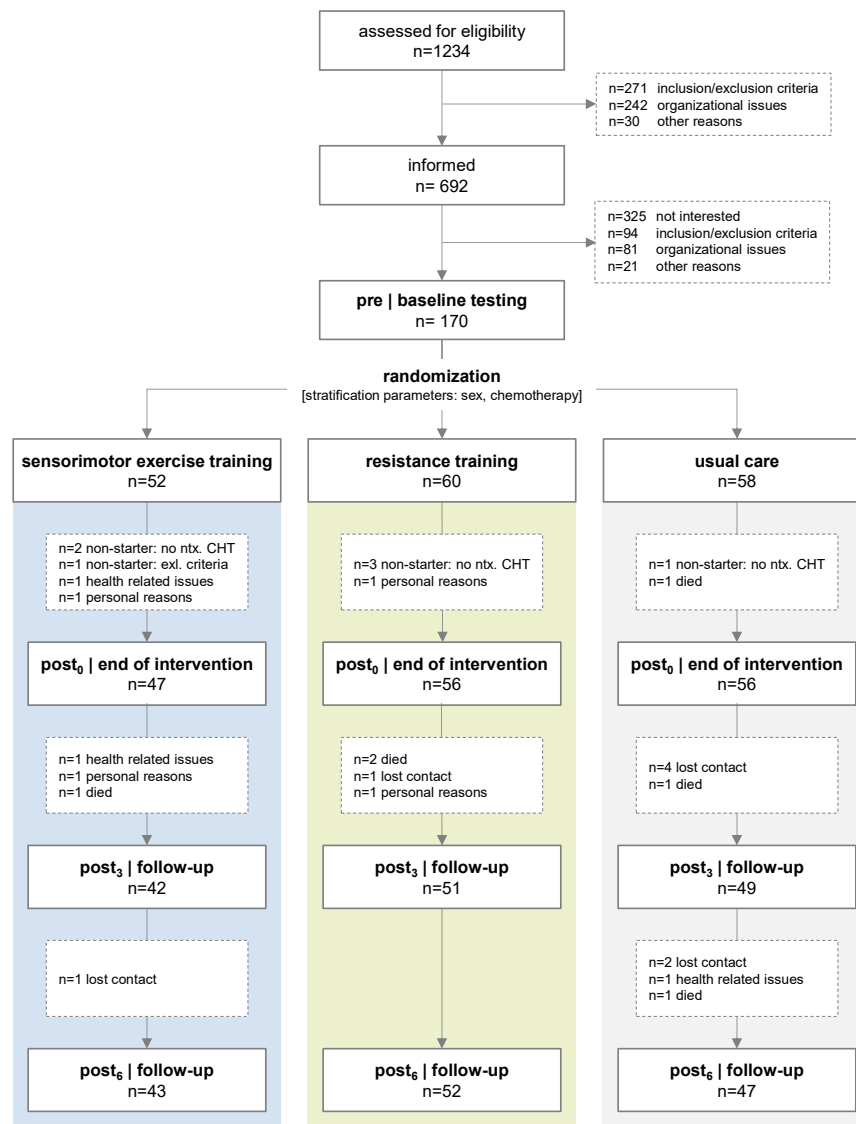 assessed for eligibility
n=1234
n=271 inclusion/exclusion criteria
n=242 organizational issues
n=30 other reasons
informed
n= 692
n=325 not interested
n=94 inclusion/exclusion criteria
n=81 organizational issues
n=21 other reasons
pre | baseline testing
n= 170
randomization
[stratification parameters: sex, chemotherapy]
sensorimotor exercise training
n=52
resistance training
n=60
usual care
n=58
n=2 non-starter: no ntx. CHT
n=1 non-starter: exl. criteria
n=1 health related issues
n=1 personal reasons
n=3 non-starter: no ntx. CHT
n=1 personal reasons
n=1 non-starter: no ntx. CHT
n=1 died
post₀ | end of intervention
n=47
post₀ | end of intervention
n=56
post₀ | end of intervention
n=56
n=1 health related issues
n=1 personal reasons
n=1 died
n=2 died
n=1 lost contact
n=1 personal reasons
n=4 lost contact
n=1 died
post₃ | follow-up
n=42
post₃ | follow-up
n=51
post₃ | follow-up
n=49
n=1 lost contact
n=2 lost contact
n=1 health related issues
n=1 died
post₆ | follow-up
n=43
post₆ | follow-up
n=52
post₆ | follow-up
n=47